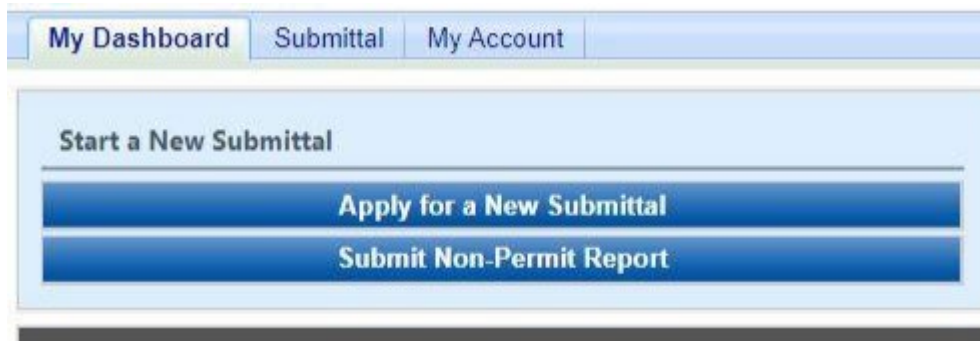 My Dashboard Submittal My Account
Start a New Submittal
Apply for a New Submittal
Submit Non-Permit Report